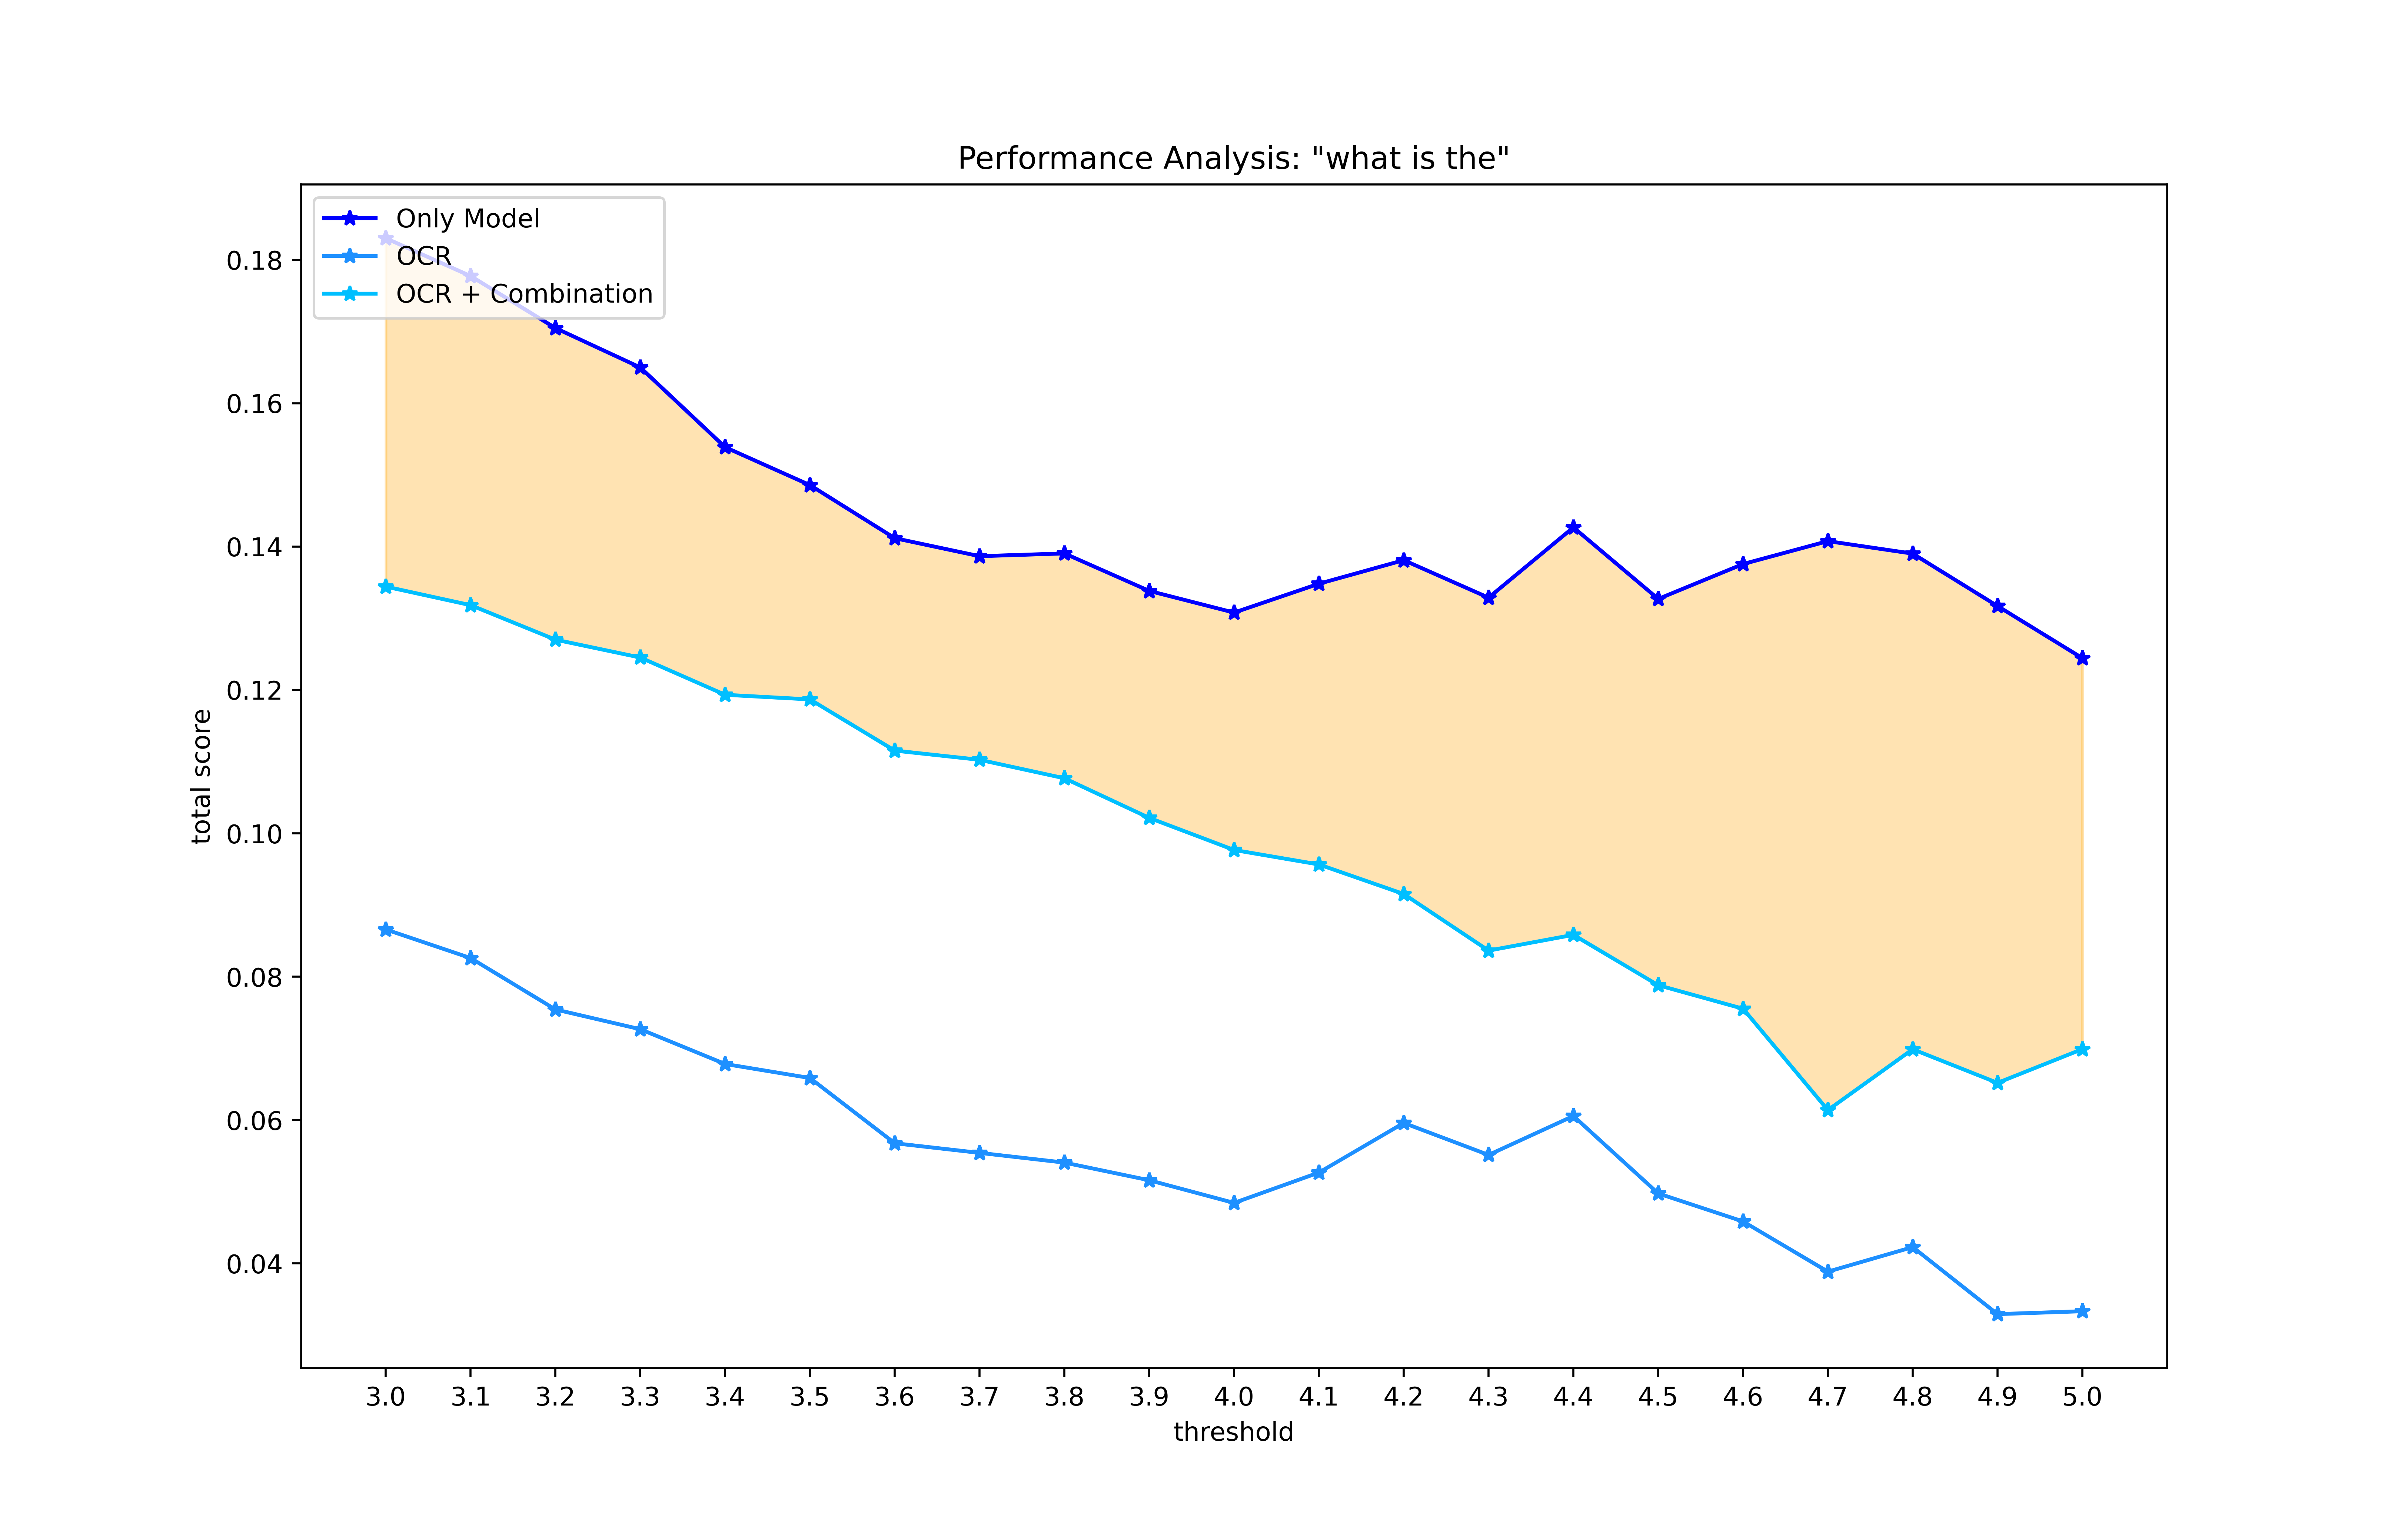 Performance Analysis: "what is the"
Only Model
OCR
OCR + Combination
0.18
0.16
0.14
0.12
0.10
0.08
0.06
0.04
total score
3.0 3.1 3.2 3.3 3.4 3.5 3.6 3.7 3.8 3.9 4.0 4.1 4.2 4.3 4.4 4.5 4.6 4.7 4.8 4.9 5.0
threshold